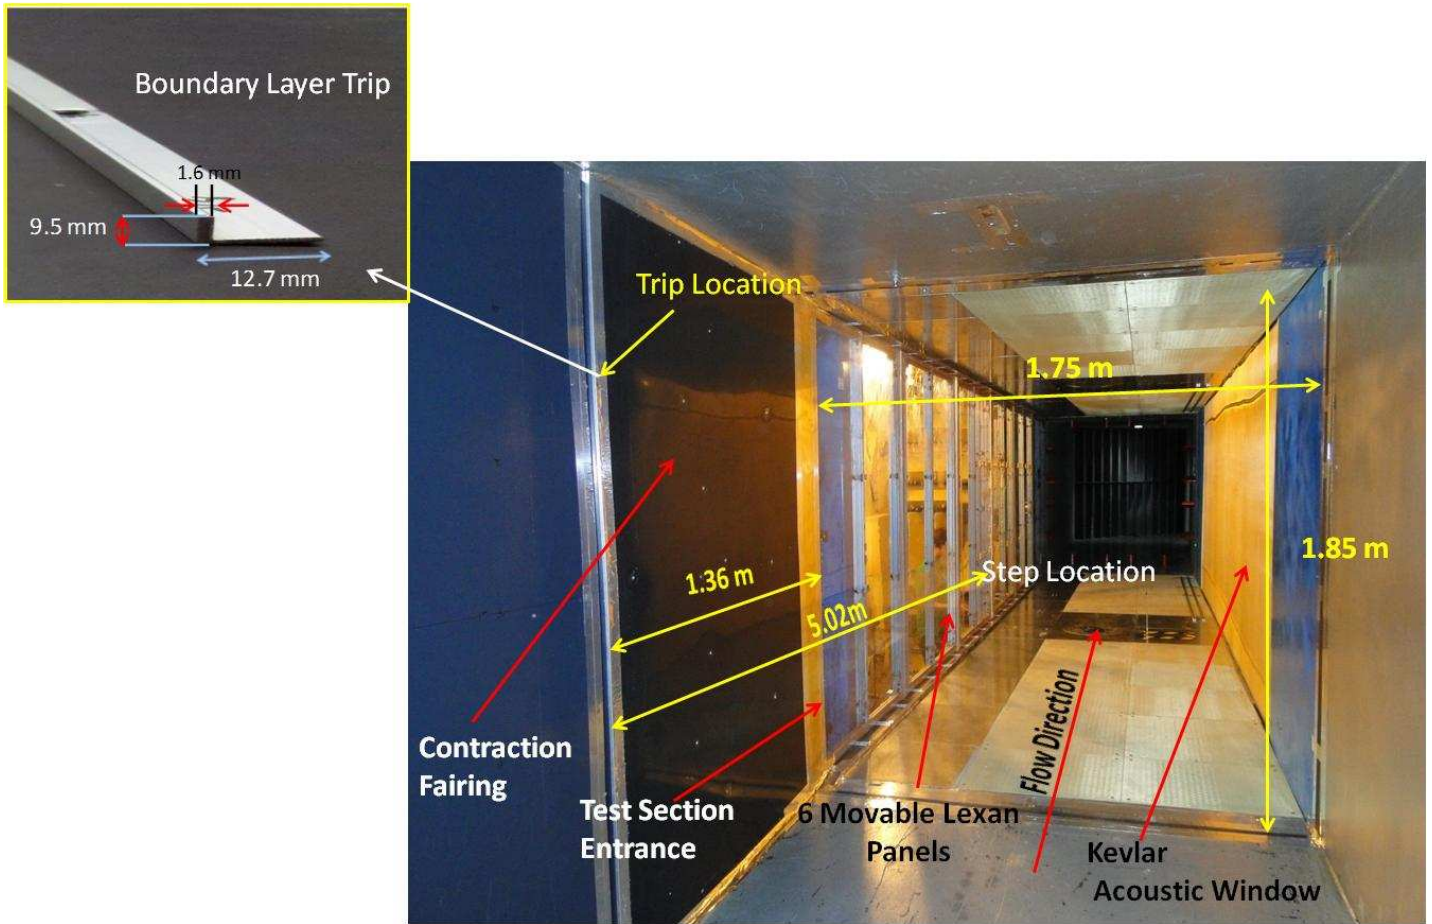 Boundary Layer Trip
1.6 mm
9.5 mm
12.7 mm
Trip Location
1.75 m
1.85 m
1.36 m
Step Location
5.02m
Flow Direction
Contraction
Fairing
Test Section
Entrance
6 Movable Lexan
Panels
Kevlar
Acoustic Window